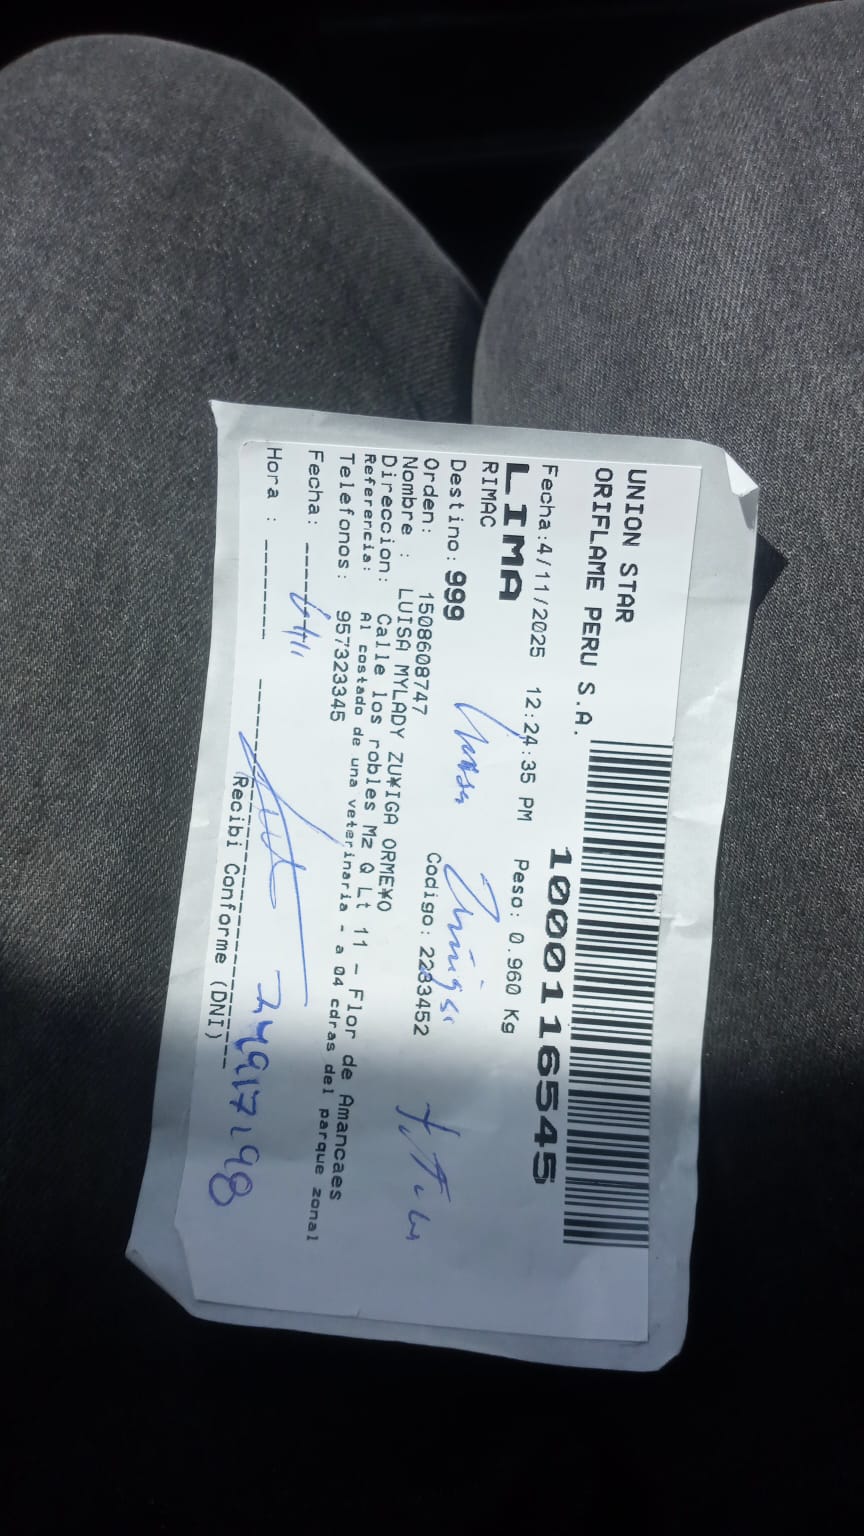 UNION STAR
ORIFLAME PERU S.A.
1000116545
Fecha:4/11/2025 12:24:35 PM Peso: 0.960 Kg
LIMA
RIMAC
Destino: 999
Zuñiga
Orden: 1508608747 Codigo: 2233452
Nombre : LUISA MYLADY ZU¥IGA ORME¥O
Direccion: Calle los robles Mz Q Lt 11 - Flor de Amancaes
Referencia: Al costado de una veterinaria - a 04 cdras del parque zonal
Telefonos: 957323345
Fecha:
Hora :
Recibi Conforme (DNI)